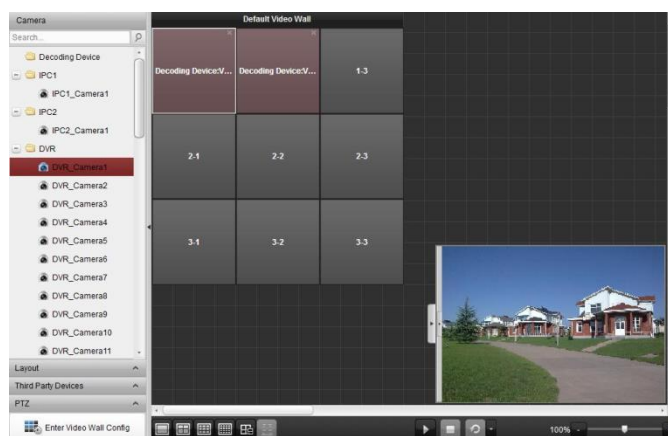 Camera
Search...
Decoding Device
IPC1
IPC1_Camera1
IPC2
IPC2_Camera1
DVR
DVR_Camera1
DVR_Camera2
DVR_Camera3
DVR_Camera4
DVR_Camera5
DVR_Camera6
DVR_Camera7
DVR_Camera8
DVR_Camera9
DVR_Camera10
DVR_Camera11
Layout
Third Party Devices
PTZ
Enter Video Wall Config
Default Video Wall
Decoding Device:V... Decoding Device:V... 1-3
2-1 2-2 2-3
3-1 3-2 3-3
100%